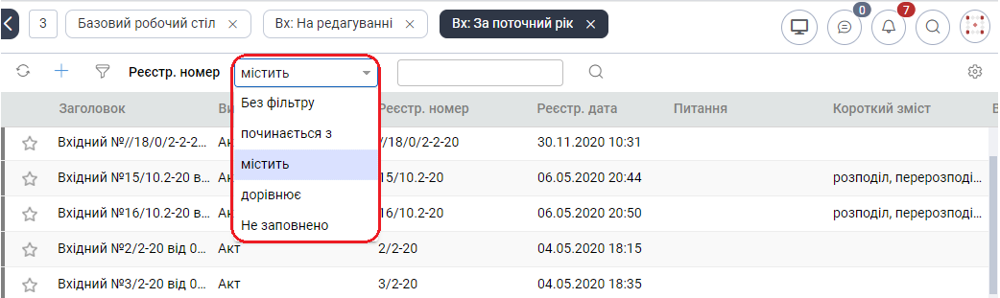 3 Базовий робочий стіл Вх: На редагуванні Вх: За поточний рік 0 7
Реєстр. номер містить
Без фільтру
починається з
містить
дорівнює
Не заповнено
Заголовок Ви Реєстр. номер Реєстр. дата Питання Короткий зміст
Вхідний №//18/0/2-2-2... Ак //18/0/2-2-20 30.11.2020 10:31
Вхідний №15/10.2-20 в... Ак 15/10.2-20 06.05.2020 20:44 розподіл, перерозподі...
Вхідний №16/10.2-20 в... Ак 16/10.2-20 06.05.2020 20:50 розподіл, перерозподі...
Вхідний №2/2-20 від 0... Акт 2/2-20 04.05.2020 18:15
Вхідний №3/2-20 від 0... Акт 3/2-20 04.05.2020 18:35